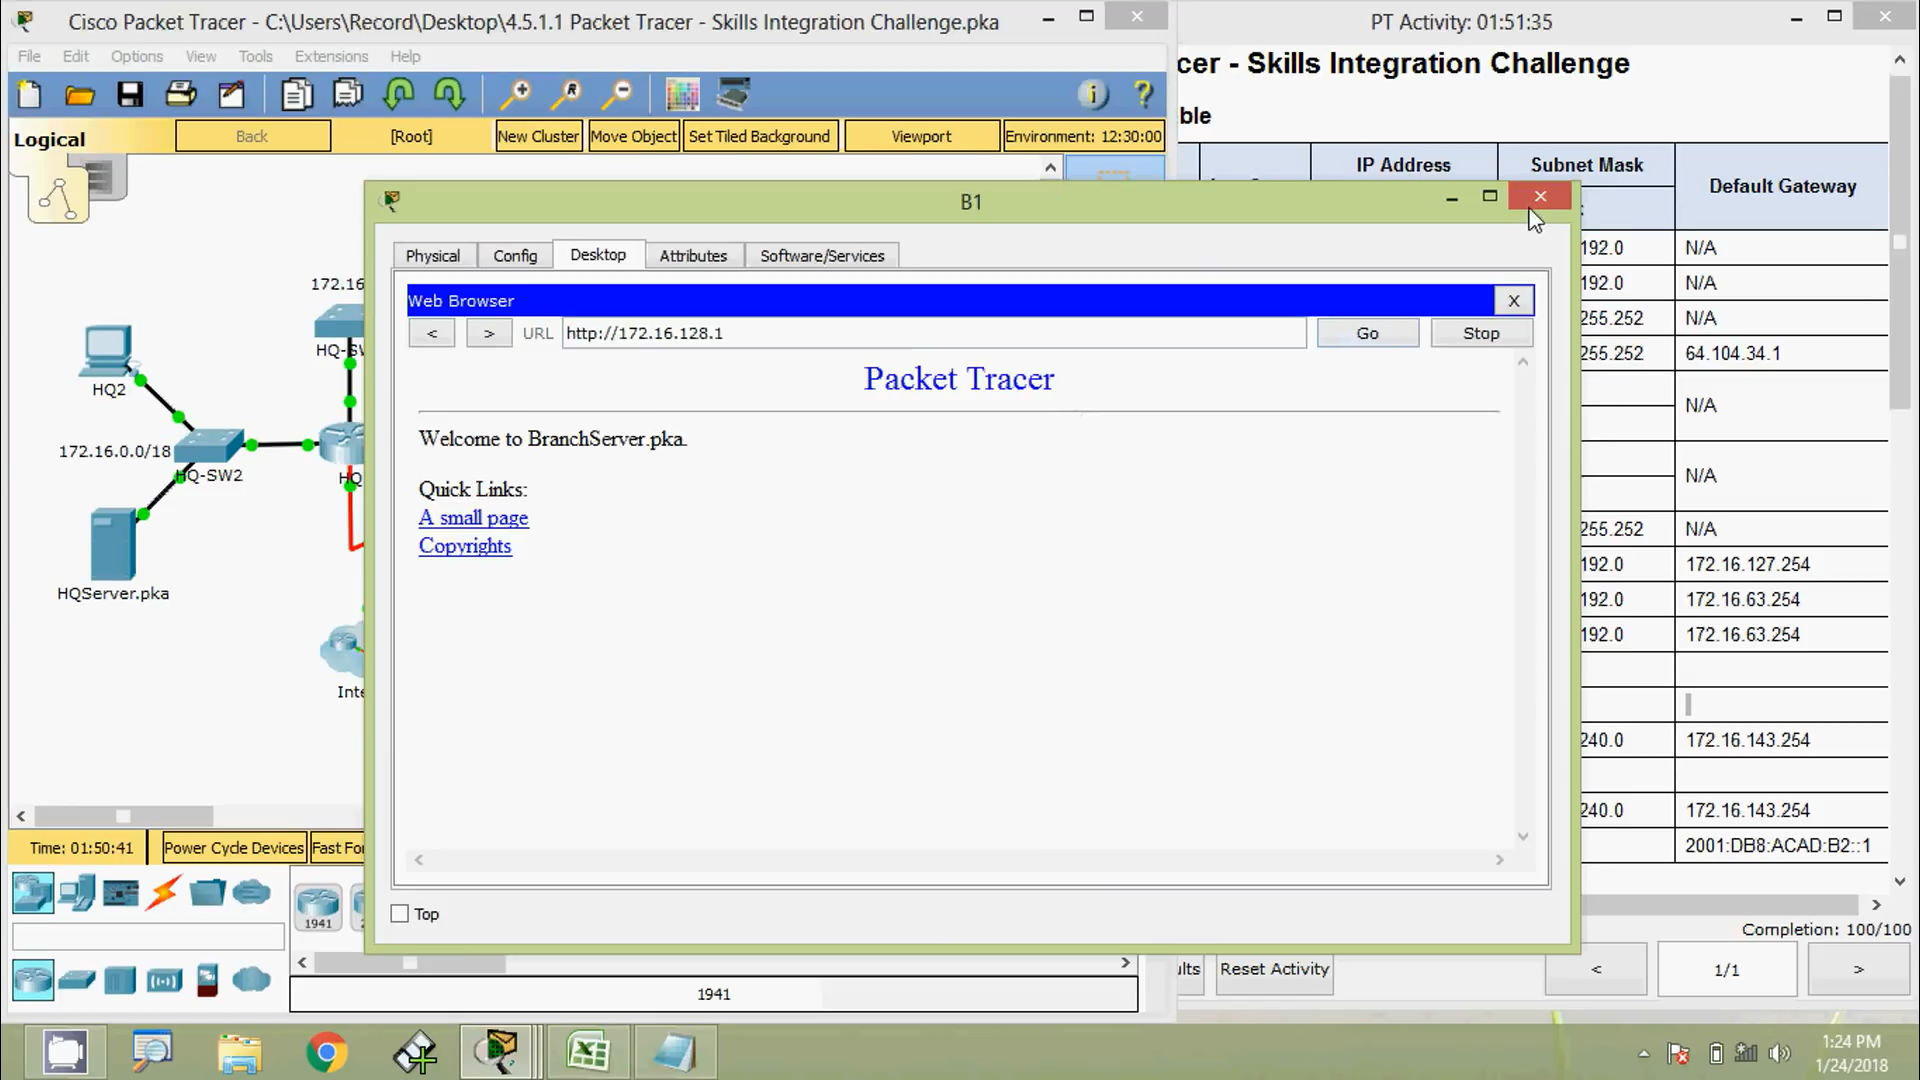 Cisco Packet Tracer - C:\Users\Record\Desktop\4.5.1.1 Packet Tracer - Skills Integration Challenge.pka
PT Activity: 01:51:35
File Edit Options View Tools Extensions Help
cer - Skills Integration Challenge
ble
Logical Back [Root] New Cluster Move Object Set Tiled Background Viewport Environment: 12:30:00
IP Address Subnet Mask Default Gateway
B1
Physical Config Desktop Attributes Software/Services
Web Browser X
< > URL http://172.16.128.1 Go Stop
Packet Tracer
Welcome to BranchServer.pka.
Quick Links:
A small page
Copyrights
Top
172.16
HQ-SW
HQ2
172.16.0.0/18
HQ-SW2
HQ
HQServer.pka
Inte
192.0 N/A
192.0 N/A
255.252 N/A
255.252 64.104.34.1
N/A
N/A
255.252 N/A
192.0 172.16.127.254
192.0 172.16.63.254
192.0 172.16.63.254
240.0 172.16.143.254
240.0 172.16.143.254
2001:DB8:ACAD:B2::1
Time: 01:50:41 Power Cycle Devices Fast Fo
1941
1941
Completion: 100/100
ults Reset Activity < 1/1 >
1:24 PM
1/24/2018